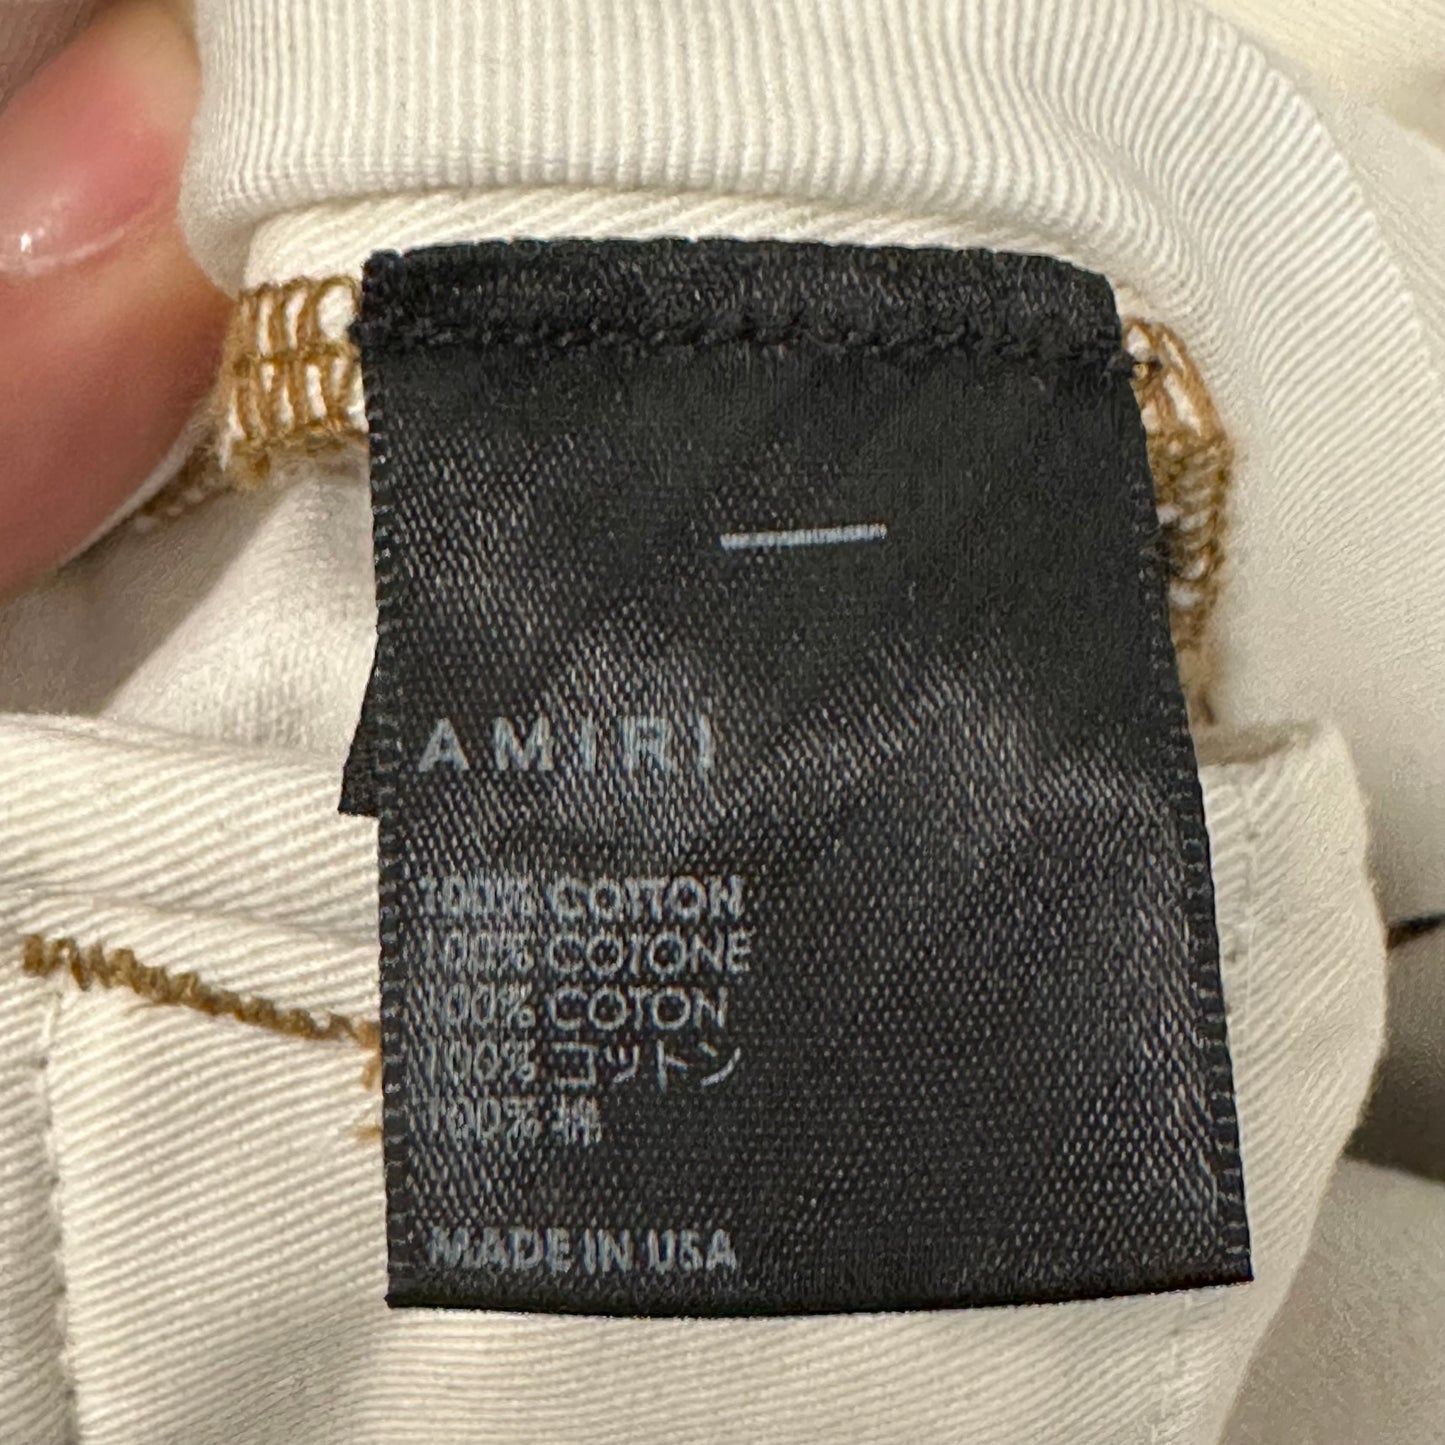 AMIRI
100% COTTON
100% COTONE
100% COTON
100% コットン
100% 棉
MADE IN USA